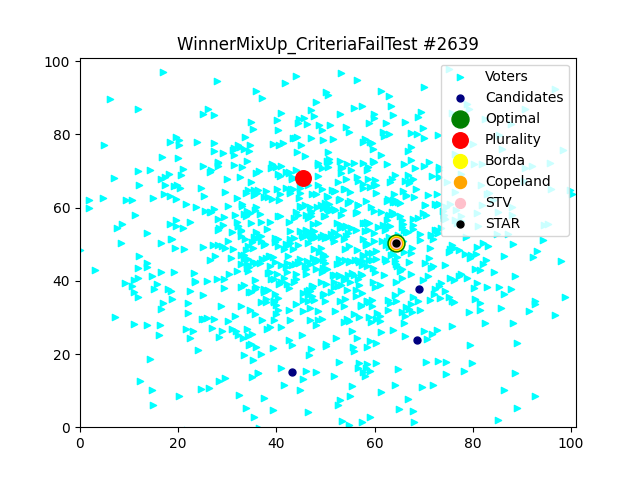 WinnerMixUp_CriteriaFailTest #2639
Voters
Candidates
Optimal
Plurality
Borda
Copeland
STV
STAR
100
80
60
40
20
0
0 20 40 60 80 100